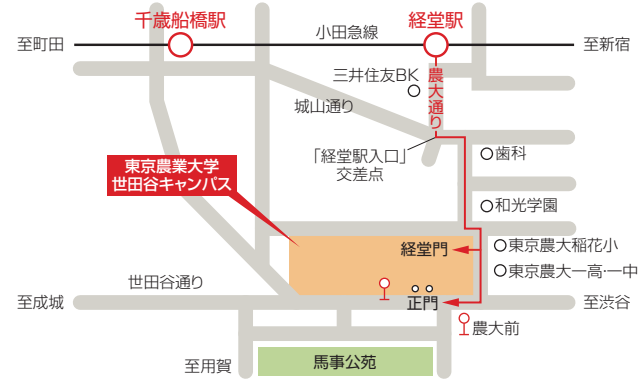 千歳船橋駅
経堂駅
小田急線
至町田
至新宿
三井住友BK
農大通り
城山通り
「経堂駅入口」
交差点
歯科
東京農業大学
世田谷キャンパス
和光学園
経堂門
東京農大稲花小
東京農大一高・一中
世田谷通り
至成城
正門
至渋谷
農大前
至用賀
馬事公苑